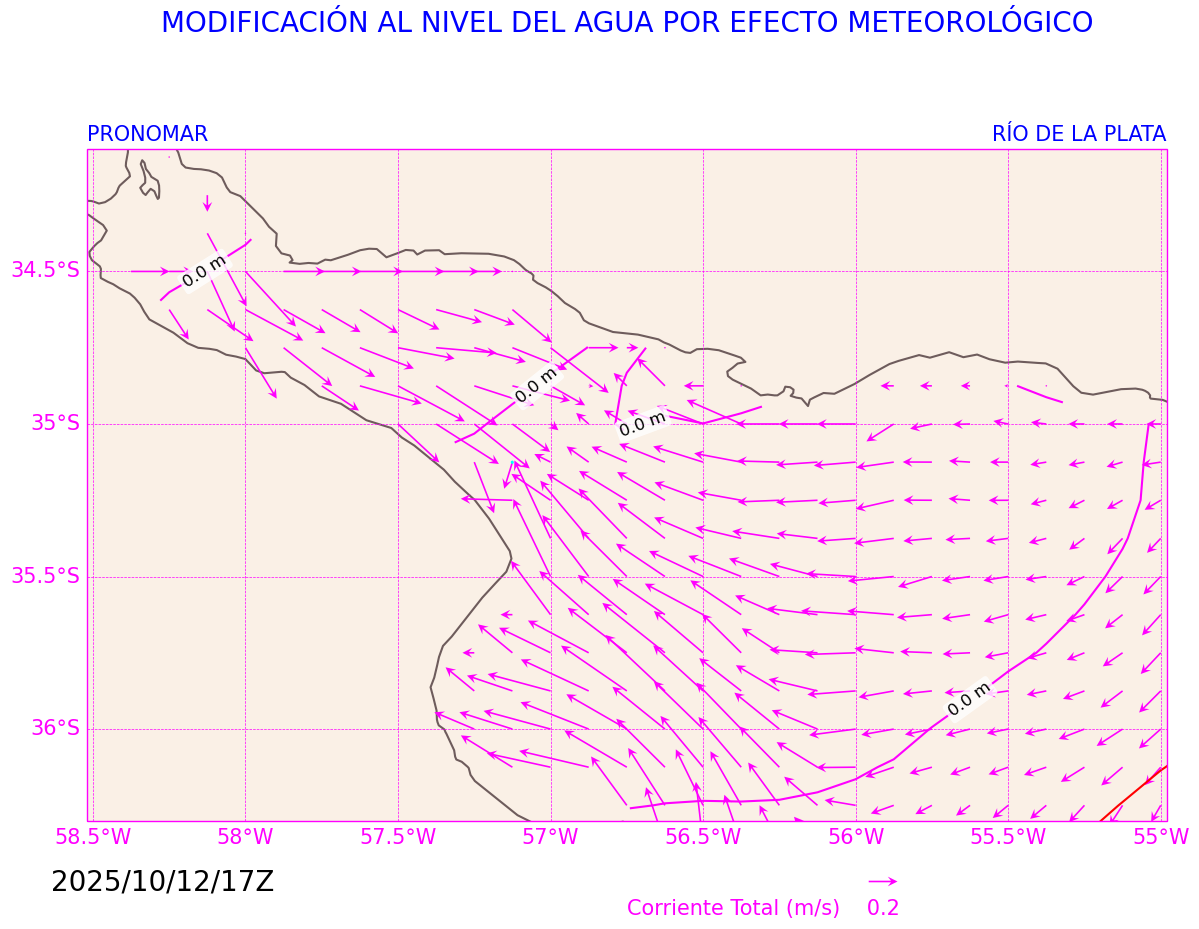 MODIFICACIÓN AL NIVEL DEL AGUA POR EFECTO METEOROLÓGICO
PRONOMAR
RÍO DE LA PLATA
34.5°S
35°S
35.5°S
36°S
0.0 m
0.0 m
0.0 m
0.0 m
58.5°W
58°W
57.5°W
57°W
56.5°W
56°W
55.5°W
55°W
2025/10/12/17Z
Corriente Total (m/s)
0.2